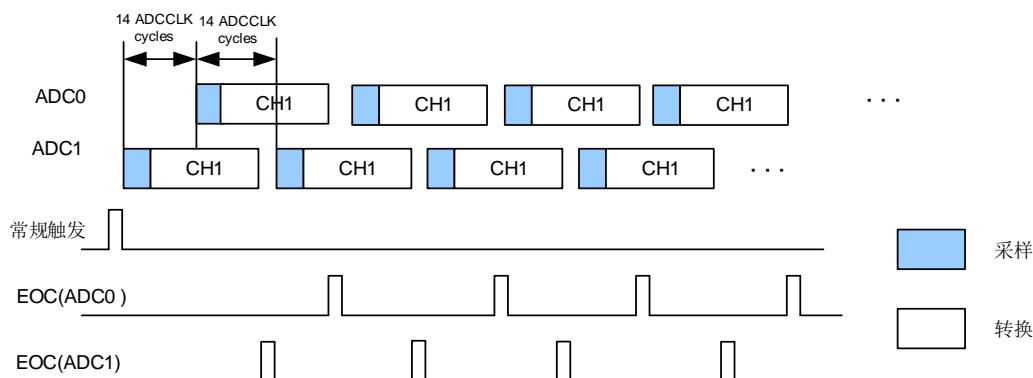 14 ADCCLK cycles
14 ADCCLK cycles
ADC0
CH1
CH1
CH1
CH1
· · ·
ADC1
CH1
CH1
CH1
CH1
· · ·
常规触发
采样
EOC(ADC0 )
转换
EOC(ADC1)